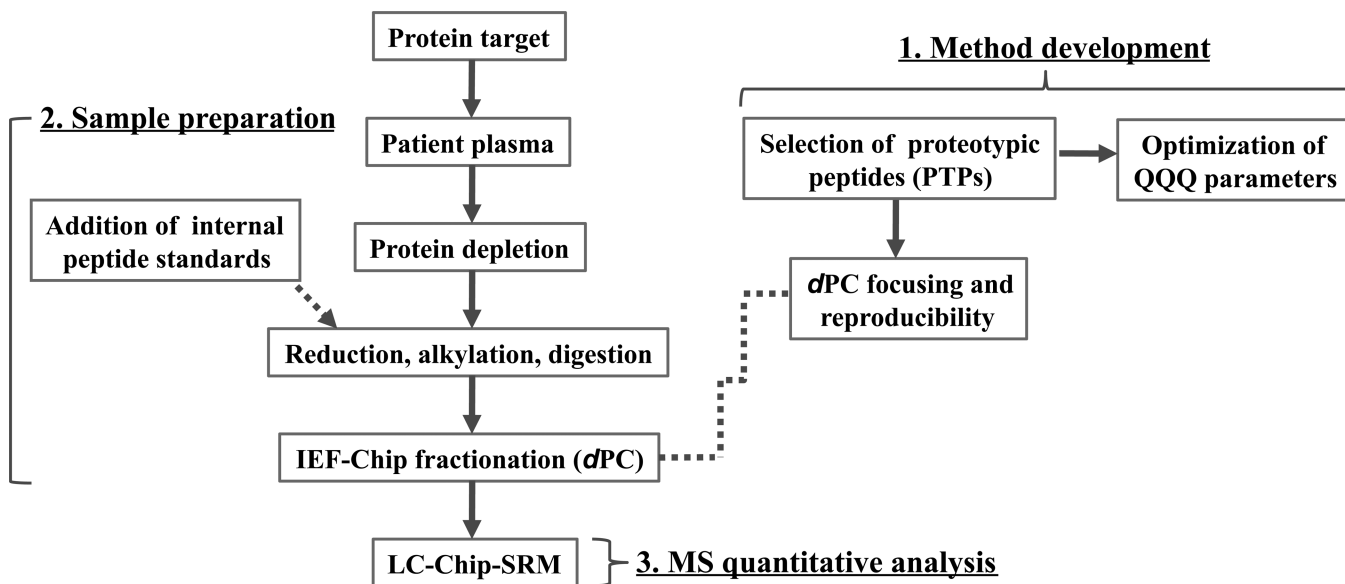 Protein target
1. Method development
2. Sample preparation
Patient plasma
Selection of proteotypic
peptides (PTPs)
Optimization of
QQQ parameters
Addition of internal
peptide standards
Protein depletion
dPC focusing and
reproducibility
Reduction, alkylation, digestion
IEF-Chip fractionation (dPC)
LC-Chip-SRM
3. MS quantitative analysis